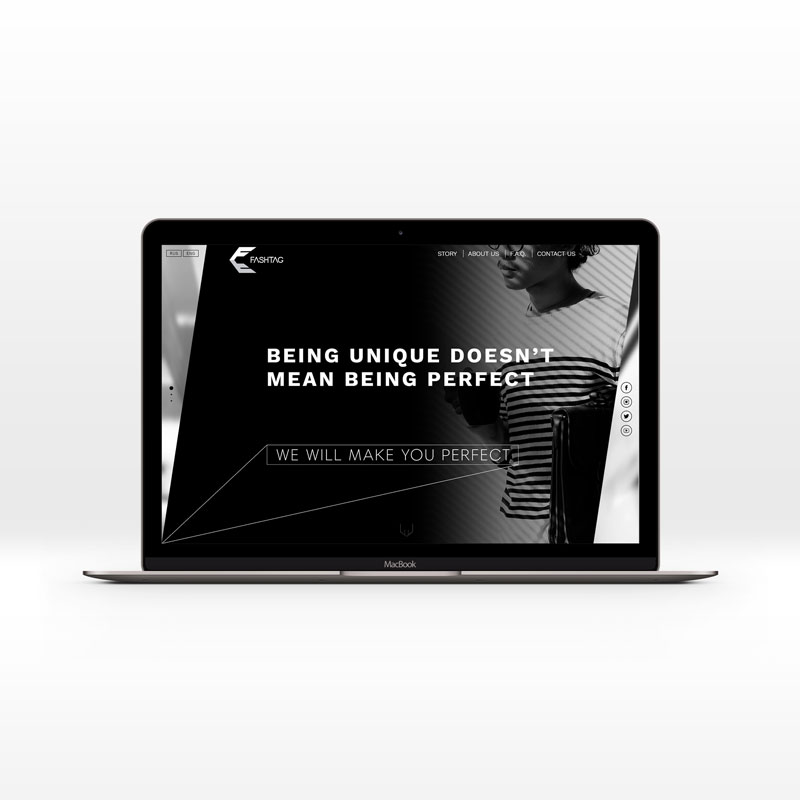 RUS ENG
FASHTAG
STORY ABOUT US F.A.Q. CONTACT US
BEING UNIQUE DOESN'T
MEAN BEING PERFECT
WE WILL MAKE YOU PERFECT
MacBook